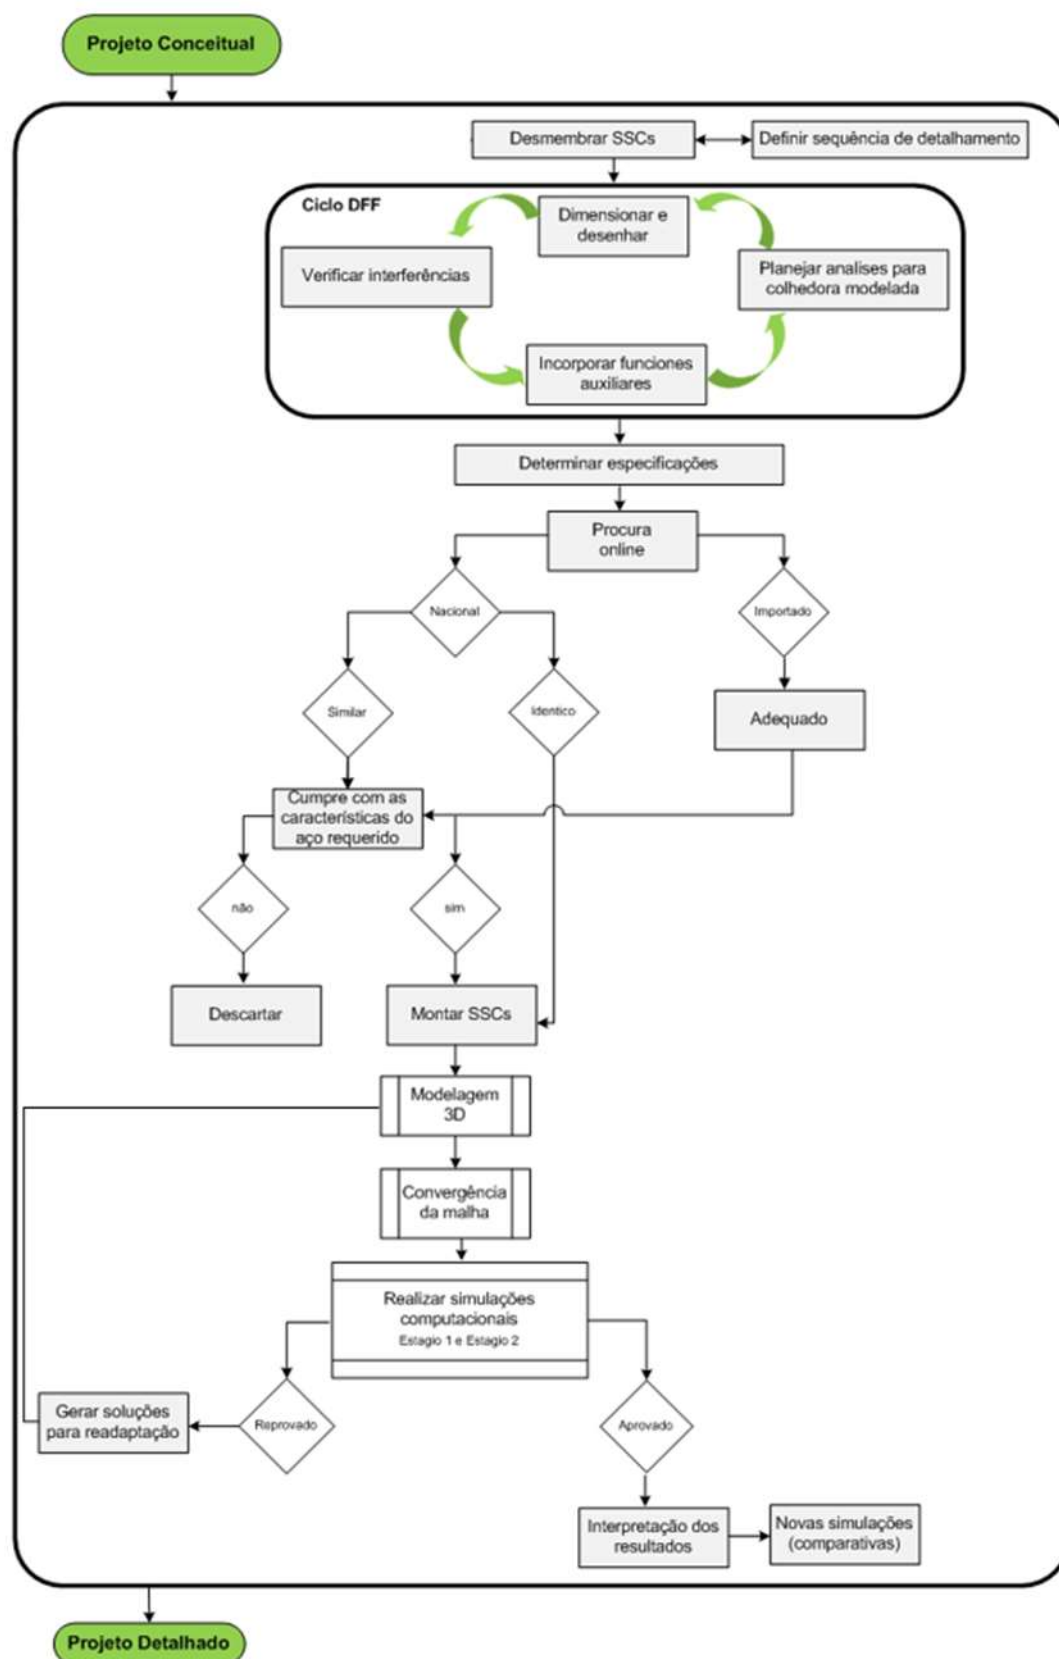 Projeto Conceitual
Desmembrar SSCs
Definir sequência de detalhamento
Ciclo DFF
Dimensionar e
desenhar
Verificar interferências
Planejar analises para
colhedora modelada
Incorporar funciones
auxiliares
Determinar especificações
Procura
online
Nacional
Importado
Similar
Identico
Adequado
Cumpre com as
características do
aço requerido
não
sim
Descartar
Montar SSCs
Modelagem
3D
Convergência
da malha
Realizar simulações
computacionais
Estagio 1 e Estagio 2
Gerar soluções
para readaptação
Reprovado
Aprovado
Interpretação dos
resultados
Novas simulações
(comparativas)
Projeto Detalhado